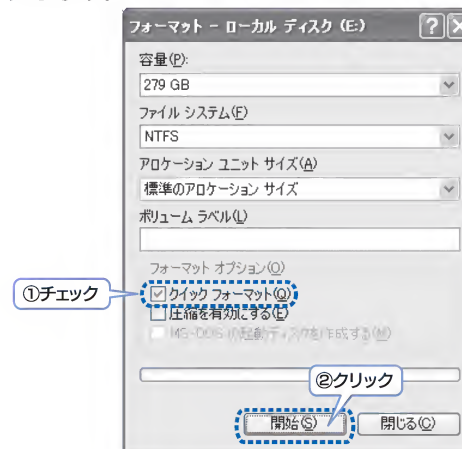 フォーマット - ローカル ディスク (E:)
容量(P):
279 GB
ファイル システム(F)
NTFS
アロケーション ユニット サイズ(A)
標準のアロケーション サイズ
ボリューム ラベル(L)
フォーマット オプション(O)
①チェック
クイック フォーマット(Q)
圧縮を有効にする(E)
MS-DOS の起動ディスクを作成する(M)
②クリック
開始(S)
閉じる(C)